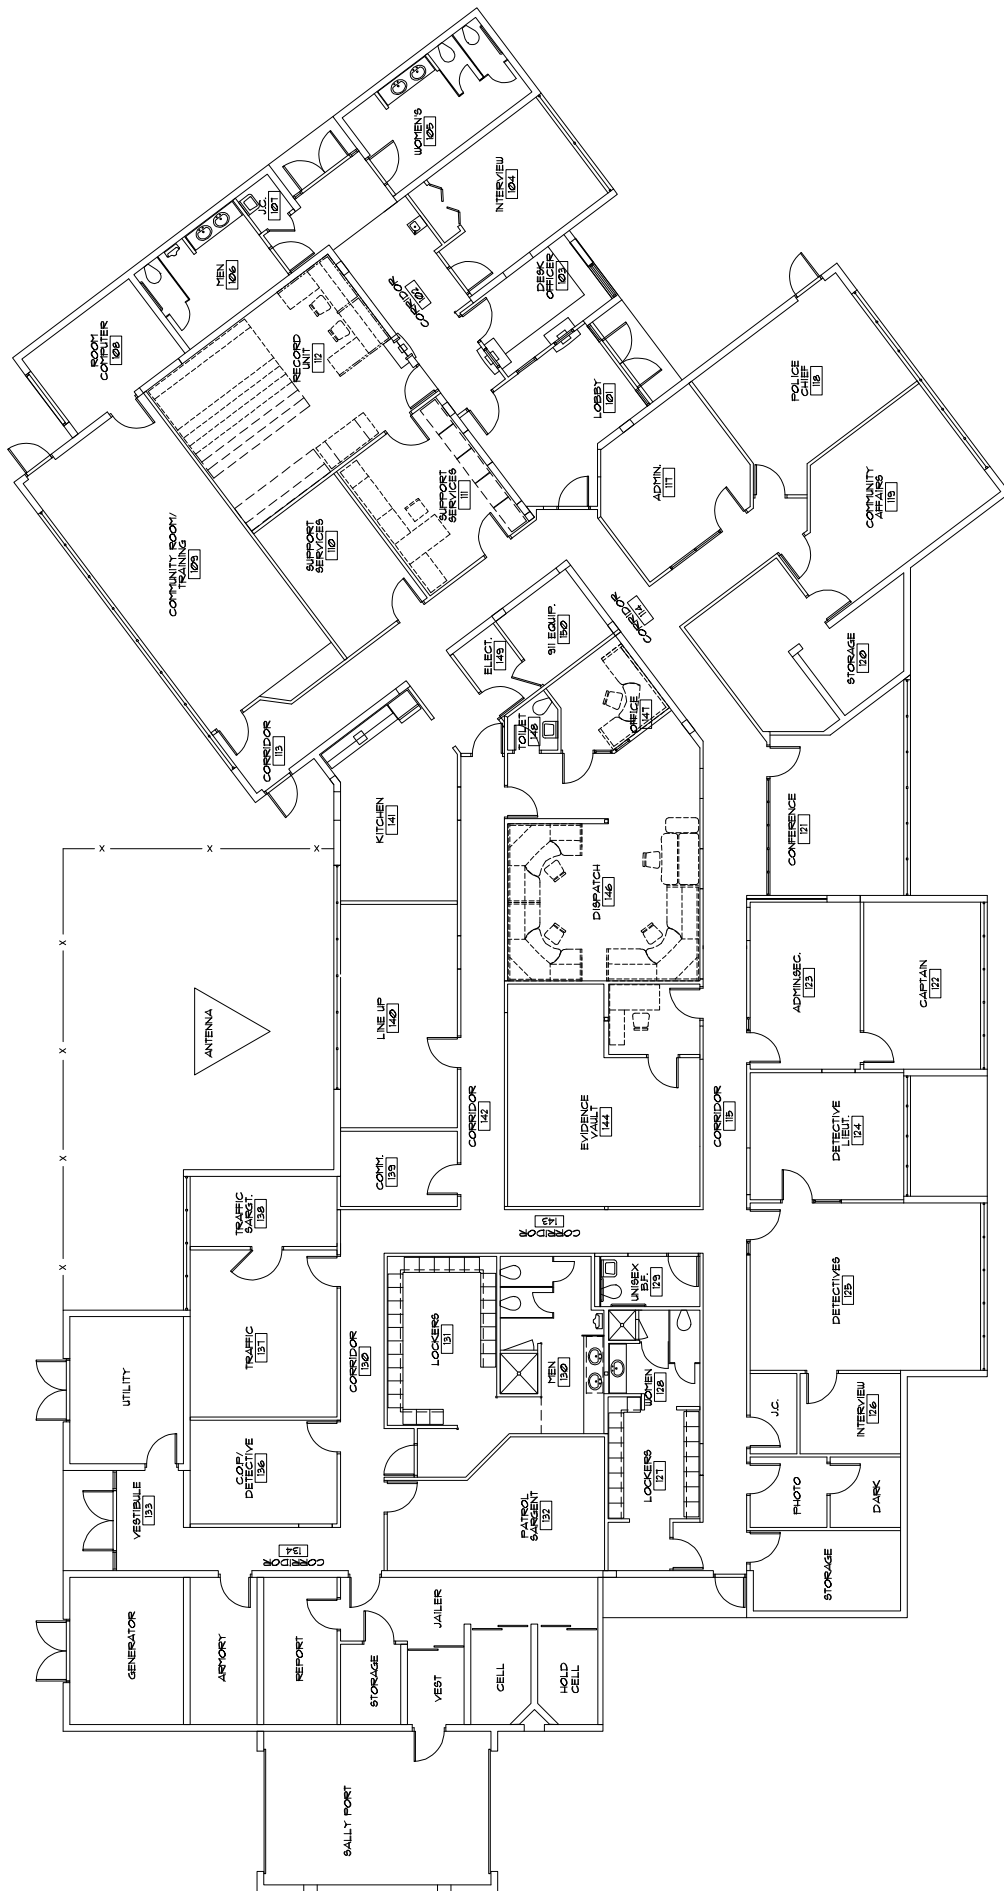 WOMEN'S
105
INTERVIEW
104
J.C.
107
MEN
106
CORRIDOR
102
DESK
OFFICER
103
ROOM
COMPUTER
108
RECORD
UNIT
112
LOBBY
101
POLICE
CHIEF
118
ADMIN.
117
COMMUNITY
AFFAIRS
119
SUPPORT
SERVICES
111
SUPPORT
SERVICES
110
COMMUNITY ROOM/
TRAINING
109
CORRIDOR
114
911 EQUIP.
150
ELECT.
149
STORAGE
120
OFFICE
147
TOILET
148
CORRIDOR
113
KITCHEN
141
CONFERENCE
121
DISPATCH
146
X X X
X
X
X
X
ANTENNA
LINE UP
140
ADMIN.SEC.
123
CAPTAIN
122
CORRIDOR
142
EVIDENCE
VAULT
144
CORRIDOR
115
DETECTIVE
LIEUT.
124
COMM.
139
TRAFFIC
SARGT.
138
CORRIDOR
143
UNISEX
B.F.
129
DETECTIVES
125
TRAFFIC
137
CORRIDOR
130
LOCKERS
131
MEN
130
WOMEN
128
UTILITY
J.C.
INTERVIEW
126
C.O.P./
DETECTIVE
136
LOCKERS
127
PHOTO
DARK
VESTIBULE
133
PATROL
SARGENT
132
CORRIDOR
134
STORAGE
GENERATOR
ARMORY
REPORT
JAILER
STORAGE
VEST
CELL
HOLD
CELL
SALLY PORT